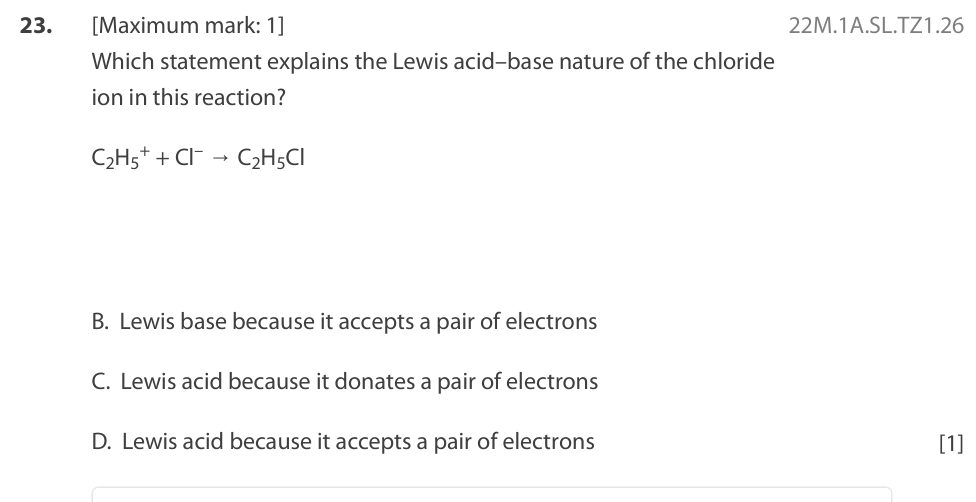 23. [Maximum mark: 1] 22M.1A.SL.TZ1.26
Which statement explains the Lewis acid–base nature of the chloride
ion in this reaction?
C₂H₅⁺ + Cl⁻ → C₂H₅Cl
B. Lewis base because it accepts a pair of electrons
C. Lewis acid because it donates a pair of electrons
D. Lewis acid because it accepts a pair of electrons [1]